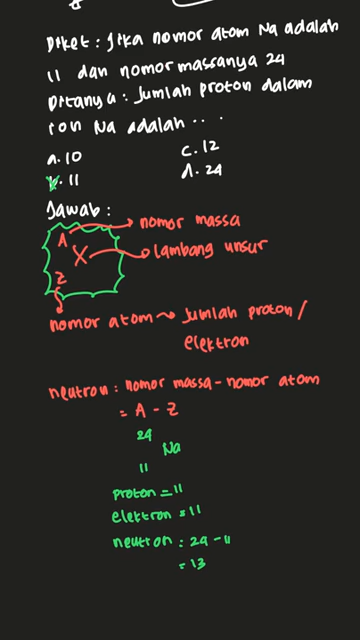 Diket : Jika nomor atom Na adalah
11 dan nomor massanya 24
Ditanya : Jumlah proton dalam
ion Na adalah ...
a. 10
c. 12
b. 11
d. 24
Jawab :
A
nomor massa
X
lambang unsur
Z
nomor atom → Jumlah proton /
elektron
neutron : nomor massa - nomor atom
= A - Z
24
Na
11
proton = 11
elektron = 11
neutron : 24 - 11
= 13